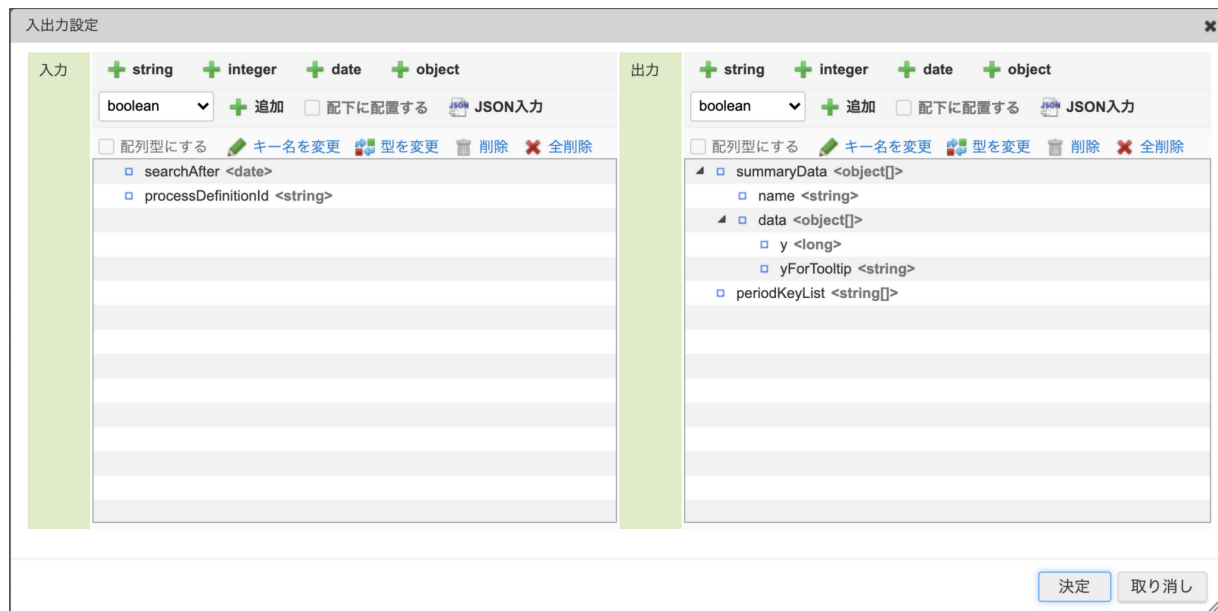 入出力設定
入力
string integer date object
boolean 追加 配下に配置する JSON入力
配列型にする キー名を変更 型を変更 削除 全削除
searchAfter <date>
processDefinitionId <string>
出力
string integer date object
boolean 追加 配下に配置する JSON入力
配列型にする キー名を変更 型を変更 削除 全削除
summaryData <object[]>
name <string>
data <object[]>
y <long>
yForTooltip <string>
periodKeyList <string[]>
決定 取り消し